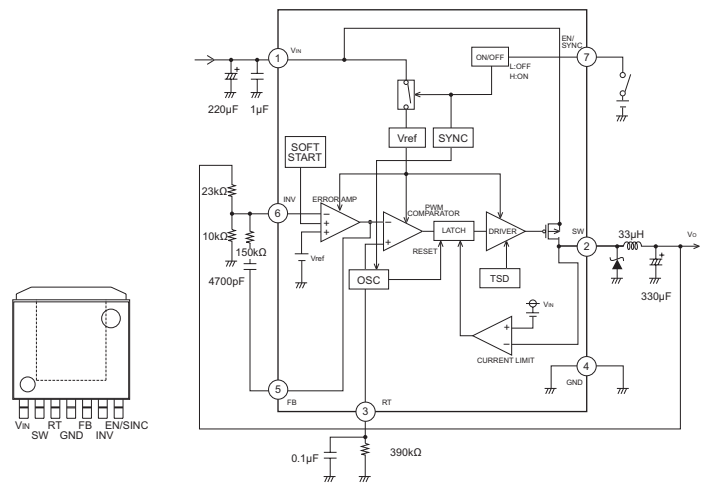 1
VIN
220µF
1µF
ON/OFF
L:OFF
H:ON
EN/
SYNC
7
Vref
SYNC
SOFT
START
23kΩ
10kΩ
150kΩ
4700pF
6
INV
ERROR AMP
Vref
PWM
COMPARATOR
LATCH
RESET
DRIVER
OSC
TSD
SW
2
33µH
Vo
330µF
VIN
CURRENT LIMIT
4
GND
5
FB
3
RT
0.1µF
390kΩ
VIN
SW
RT
GND
FB
INV
EN/SINC